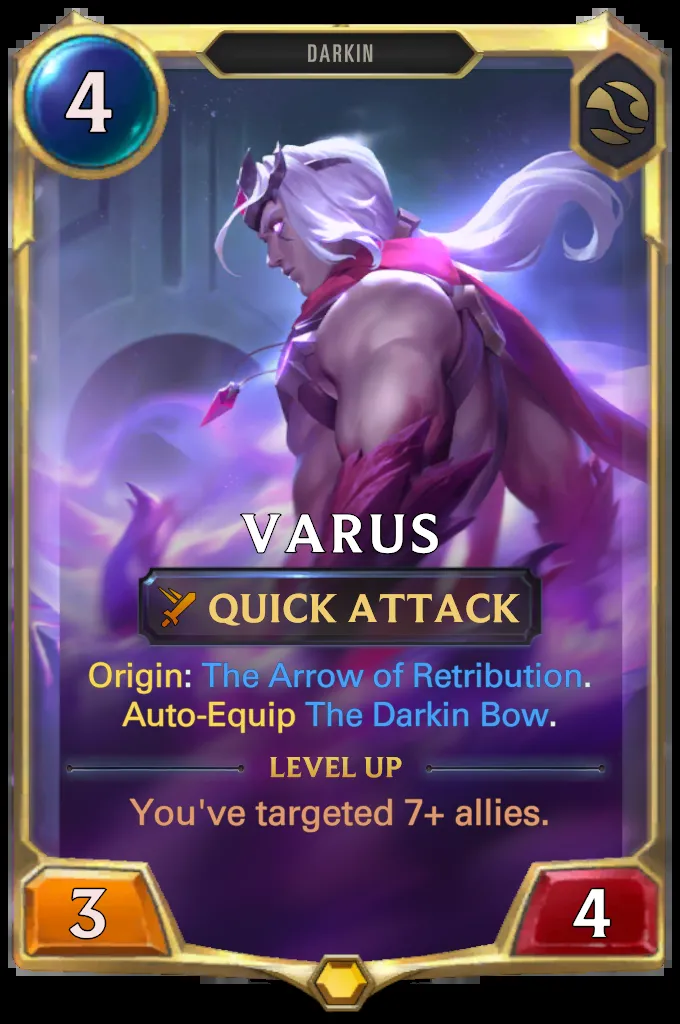 DARKIN
4
VARUS
QUICK ATTACK
Origin: The Arrow of Retribution.
Auto-Equip The Darkin Bow.
LEVEL UP
You've targeted 7+ allies.
3
4